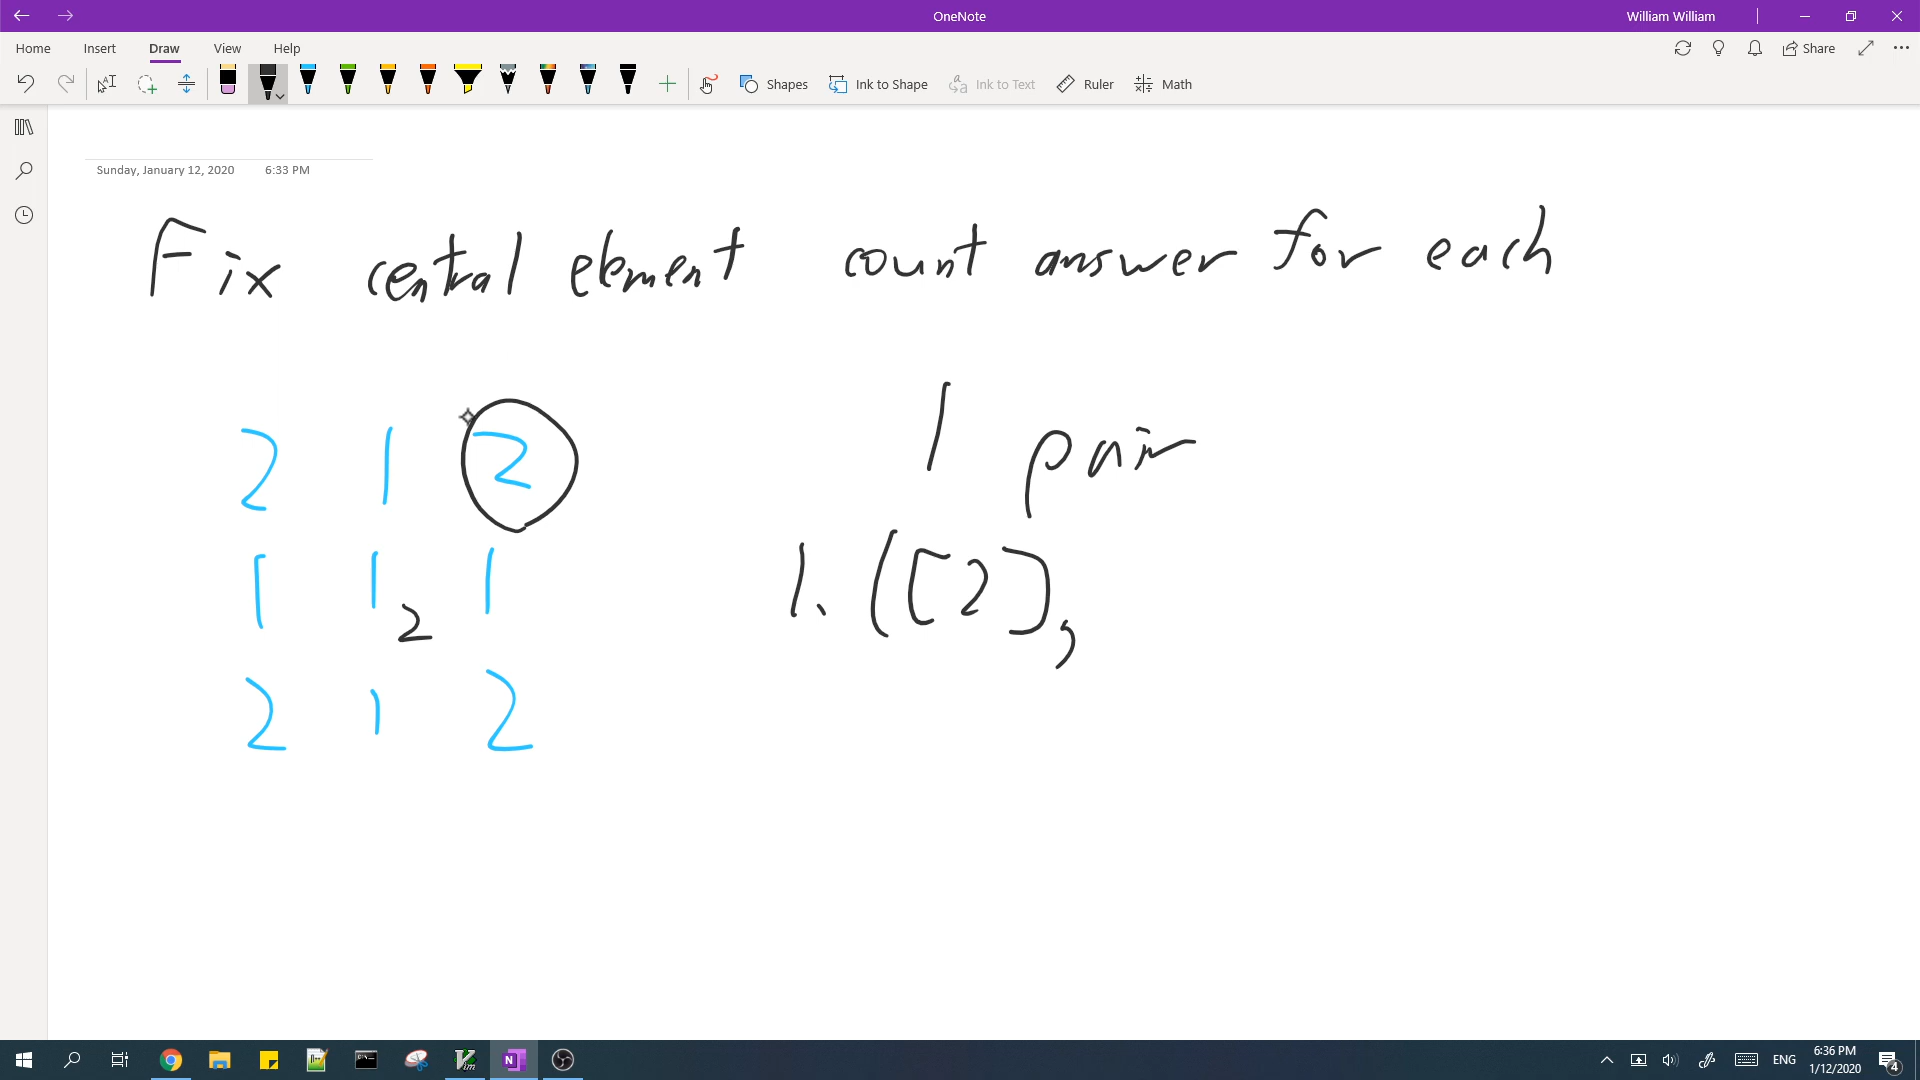 OneNote
William William
Home Insert Draw View Help
Share
Shapes
Ink to Shape
Ink to Text
Ruler
Math
Sunday, January 12, 2020 6:33 PM
Fix central element count answer for each
2 1 2
1 pair
1 1 1
2
1. ([2],
2 1 2
ENG
6:36 PM
1/12/2020
4